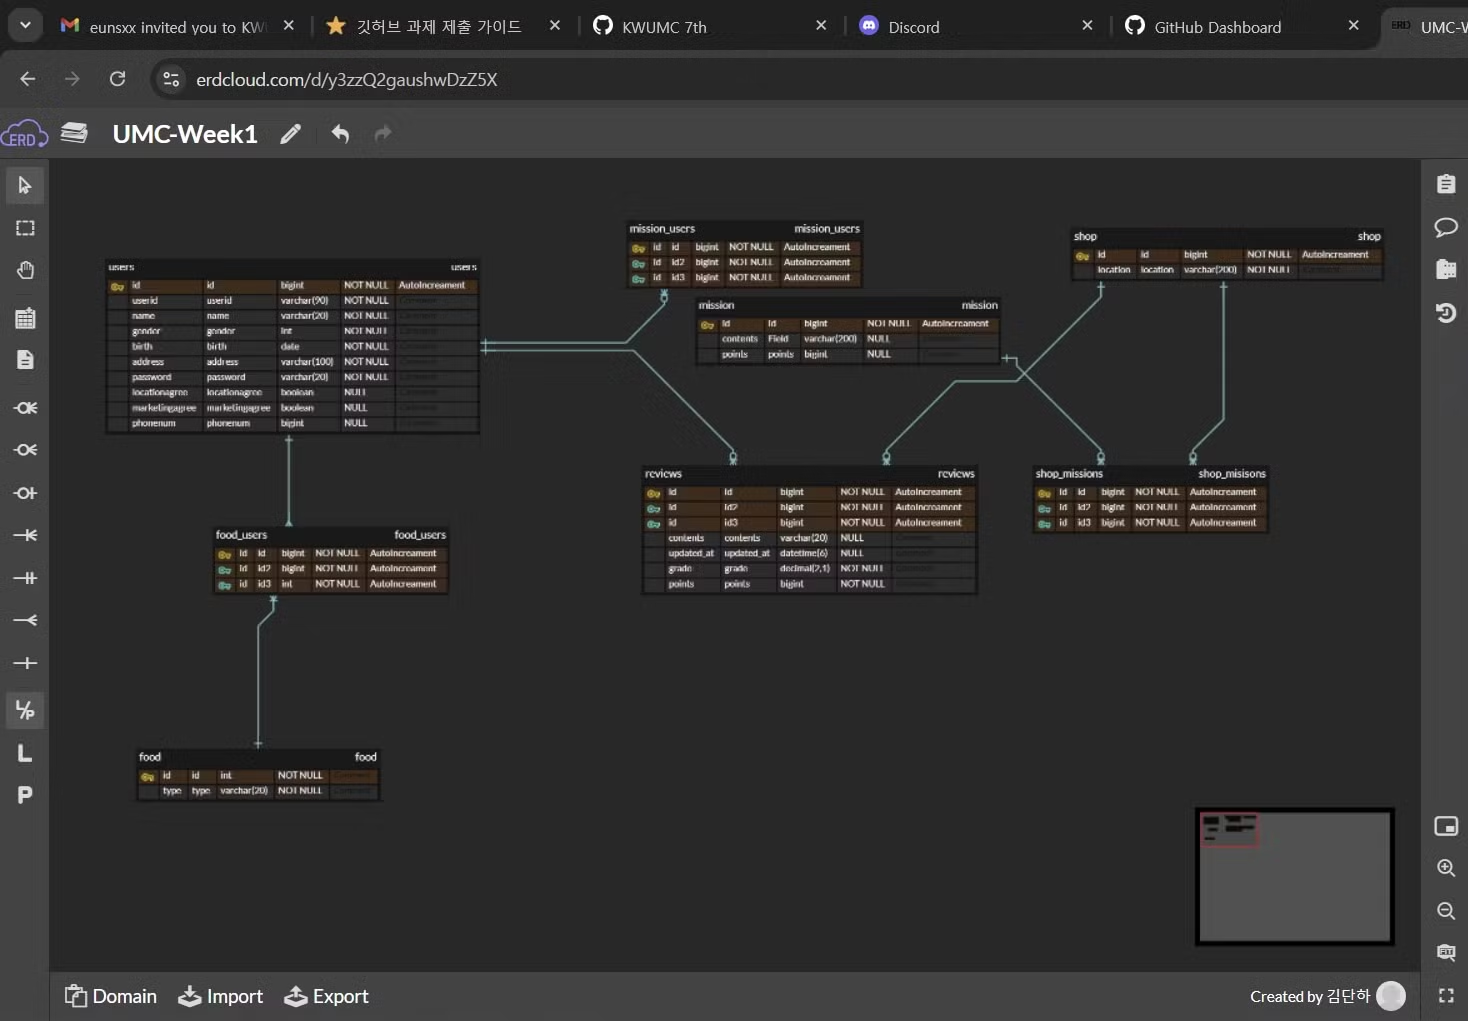 eunsxx invited you to KW
깃허브 과제 제출 가이드
KWUMC 7th
Discord
GitHub Dashboard
ERD UMC-W
erdcloud.com/d/y3zzQ2gaushwDzZ5X
ERD
UMC-Week1
users users
id id bigint NOT NULL AutoIncreament
userid userid varchar(90) NOT NULL
name name varchar(20) NOT NULL
gender gender int NOT NULL
birth birth date NOT NULL
address address varchar(100) NOT NULL
password password varchar(20) NOT NULL
locationagree locationagree boolean NULL
marketingagree marketingagree boolean NULL
phonenum phonenum bigint NULL
mission_users mission_users
id id bigint NOT NULL AutoIncreament
id id2 bigint NOT NULL AutoIncreament
id id3 bigint NOT NULL AutoIncreament
mission mission
id id bigint NOT NULL AutoIncreament
contents Field varchar(200) NULL
points points bigint NULL
shop shop
id id bigint NOT NULL AutoIncreament
location location varchar(200) NOT NULL
reviews reviews
id id bigint NOT NULL AutoIncreament
id id2 bigint NOT NULL AutoIncreament
id id3 bigint NOT NULL AutoIncreament
contents contents varchar(20) NULL
updated_at updated_at datetime(6) NULL
grade grade decimal(2,1) NOT NULL
points points bigint NOT NULL
shop_missions shop_misisons
id id bigint NOT NULL AutoIncreament
id id2 bigint NOT NULL AutoIncreament
id id3 bigint NOT NULL AutoIncreament
food_users food_users
id id bigint NOT NULL AutoIncreament
id id2 bigint NOT NULL AutoIncreament
id id3 int NOT NULL AutoIncreament
food food
id id int NOT NULL
type type varchar(20) NOT NULL
L/P
L
P
FIT
Domain
Import
Export
Created by 김단하